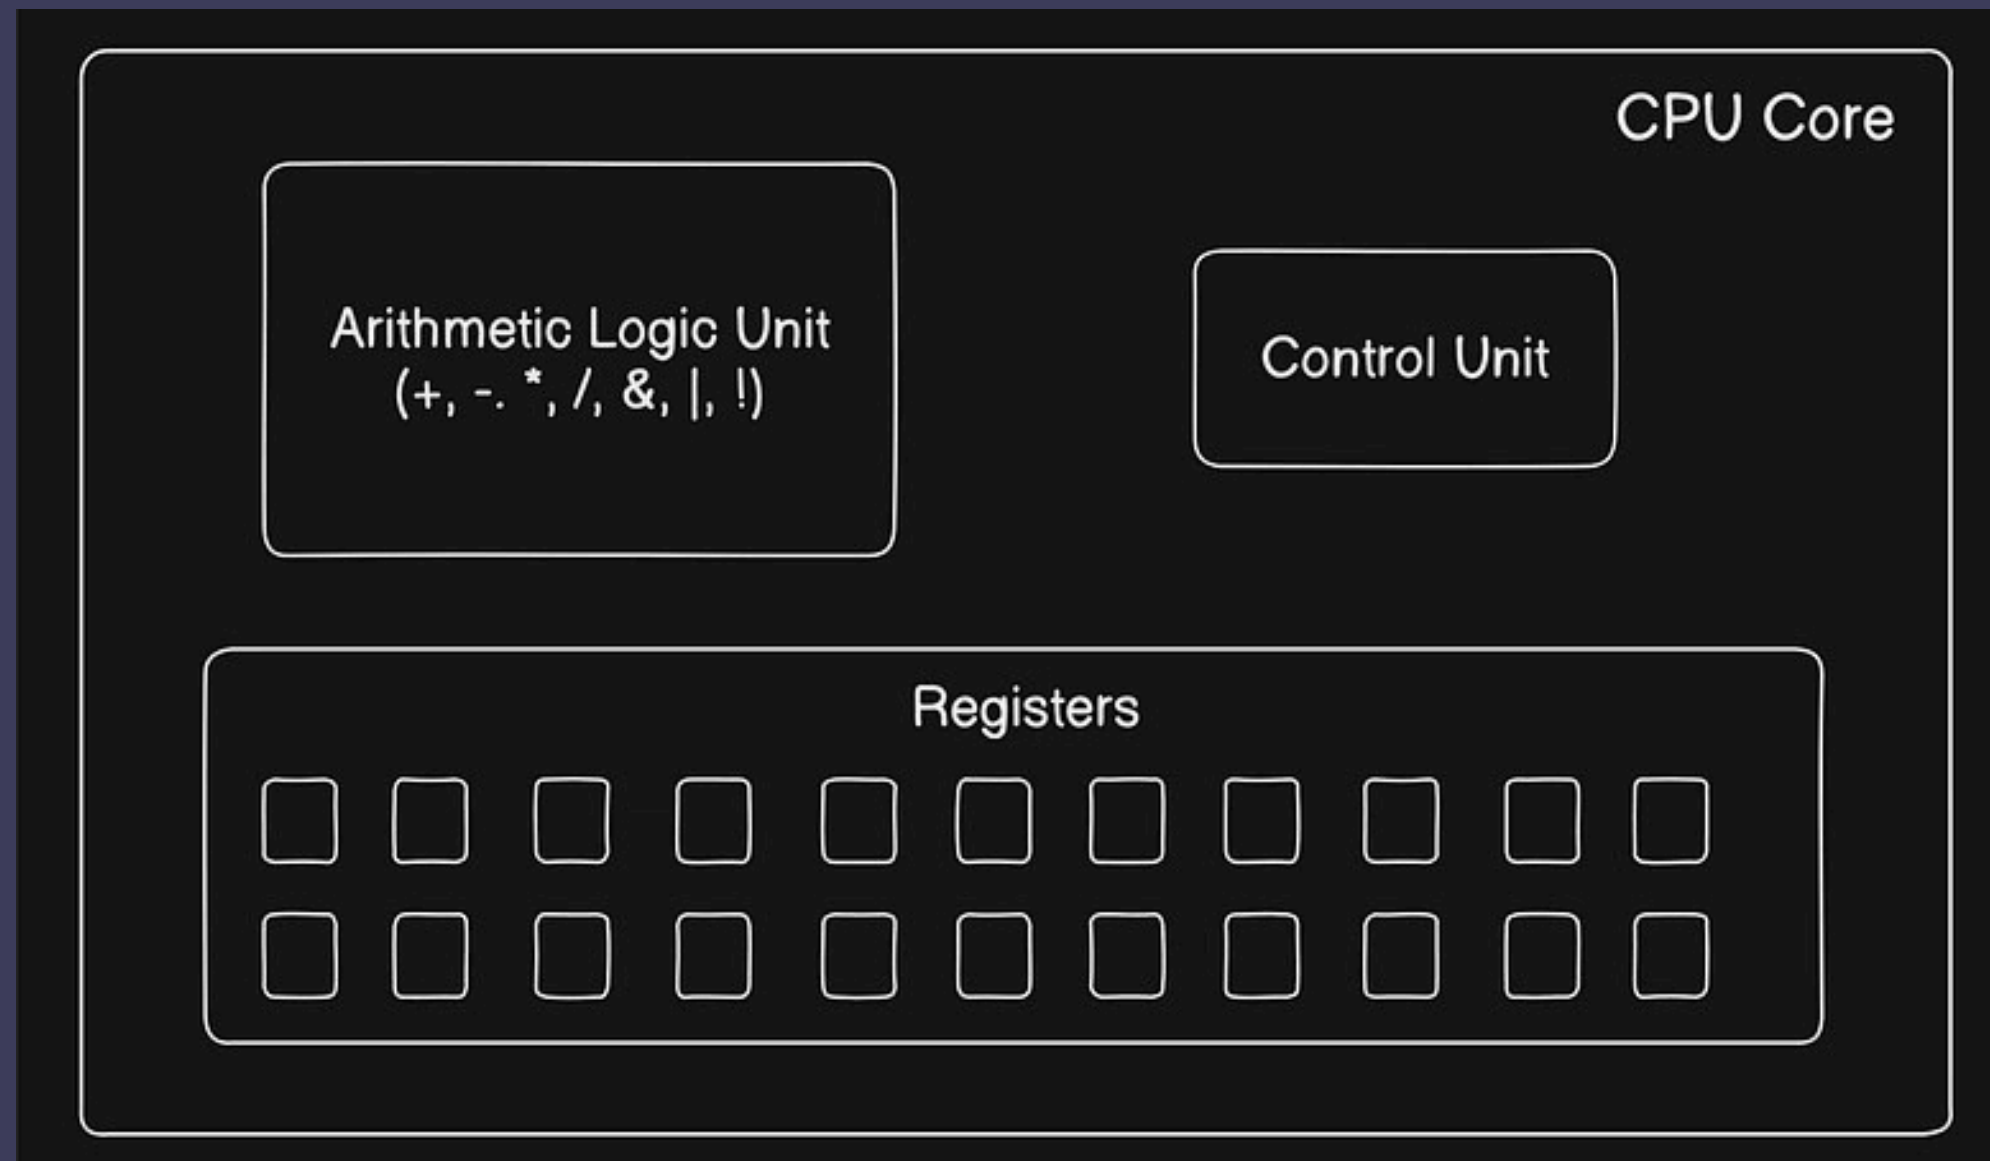 CPU Core
Arithmetic Logic Unit
(+, -. *, /, &, |, !)
Control Unit
Registers